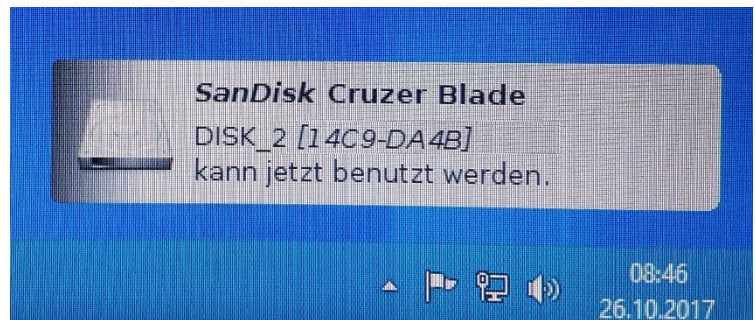 SanDisk Cruzer Blade
DISK_2 [14C9-DA4B]
kann jetzt benutzt werden.
08:46
26.10.2017